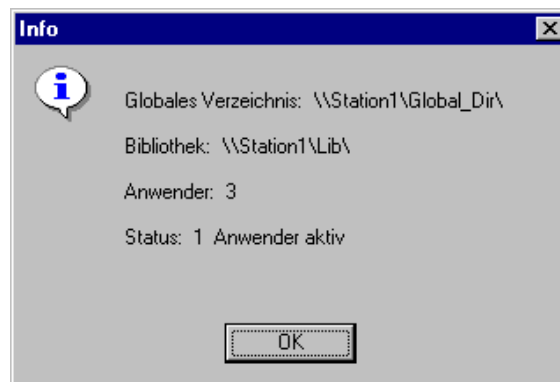 Info
Globales Verzeichnis: \\Station1\Global_Dir\
Bibliothek: \\Station1\Lib\
Anwender: 3
Status: 1 Anwender aktiv
OK